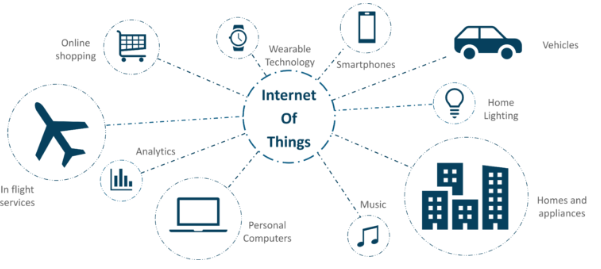 Online
shopping
Wearable
Technology
Smartphones
Vehicles
Internet
Of
Things
Home
Lighting
Analytics
In flight
services
Personal
Computers
Music
Homes and
appliances